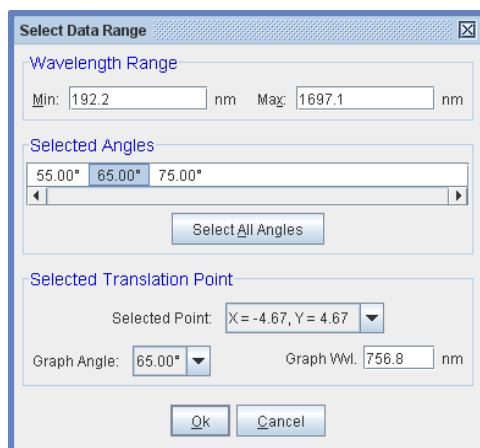 Select Data Range
Wavelength Range
Min: 192.2 nm Max: 1697.1 nm
Selected Angles
55.00° 65.00° 75.00°
Select All Angles
Selected Translation Point
Selected Point: X = -4.67, Y = 4.67
Graph Angle: 65.00° Graph Wvl. 756.8 nm
Ok Cancel